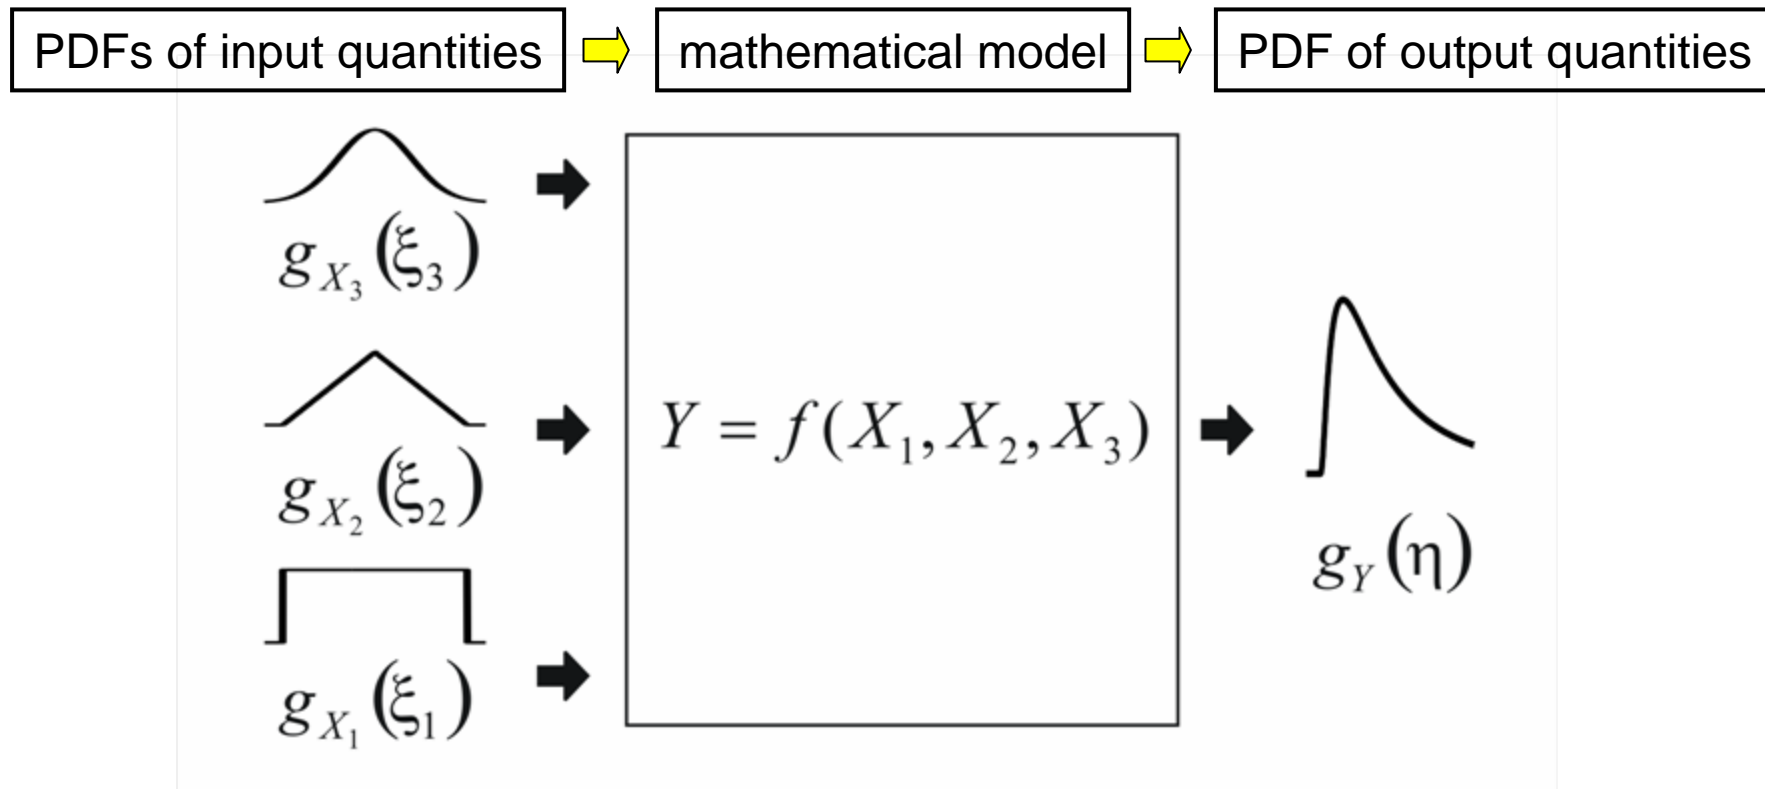 PDFs of input quantities
mathematical model
PDF of output quantities
g_{X_3}(ξ_3)
g_{X_2}(ξ_2)
g_{X_1}(ξ_1)
Y = f(X_1, X_2, X_3)
g_Y(η)